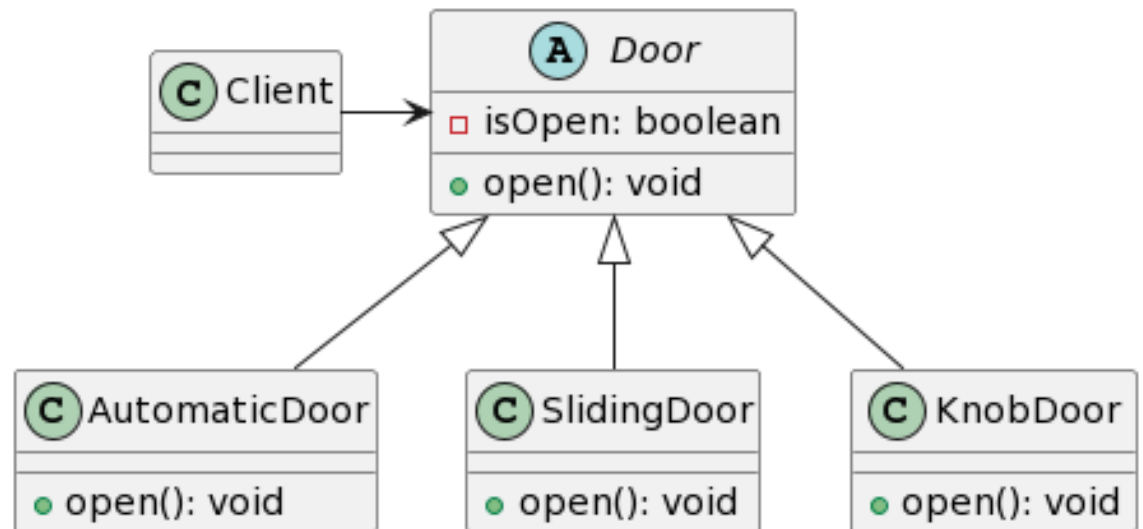 C Client
A Door
isOpen: boolean
open(): void
C AutomaticDoor
open(): void
C SlidingDoor
open(): void
C KnobDoor
open(): void